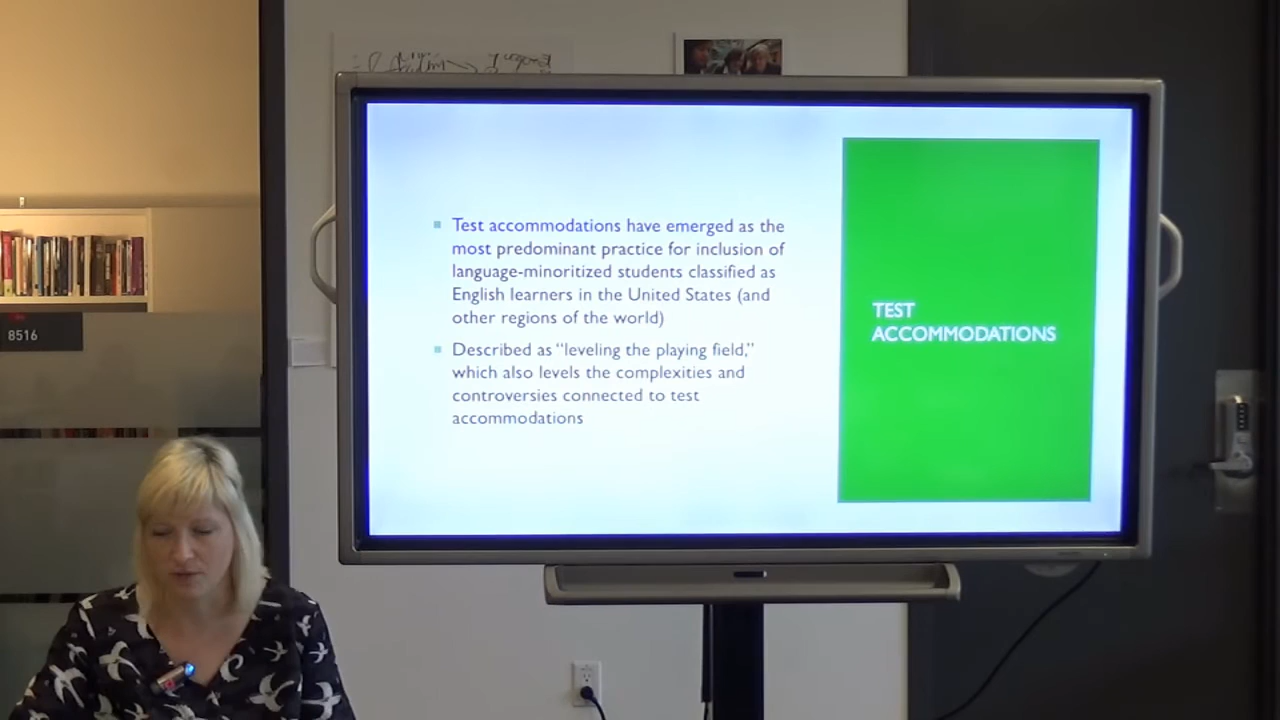 Test accommodations have emerged as the
most predominant practice for inclusion of
language-minoritized students classified as
English learners in the United States (and
other regions of the world)
Described as “leveling the playing field,”
which also levels the complexities and
controversies connected to test
accommodations
TEST
ACCOMMODATIONS
8516